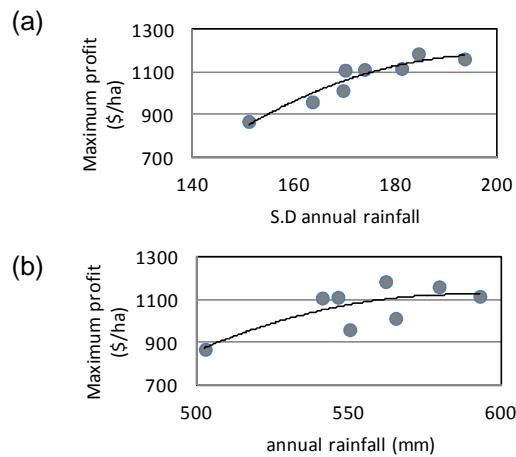 (a)
Maximum profit
($/ha)
1300
1100
900
700
140 160 180 200
S.D annual rainfall
(b)
Maximum profit
($/ha)
1300
1100
900
700
500 550 600
annual rainfall (mm)